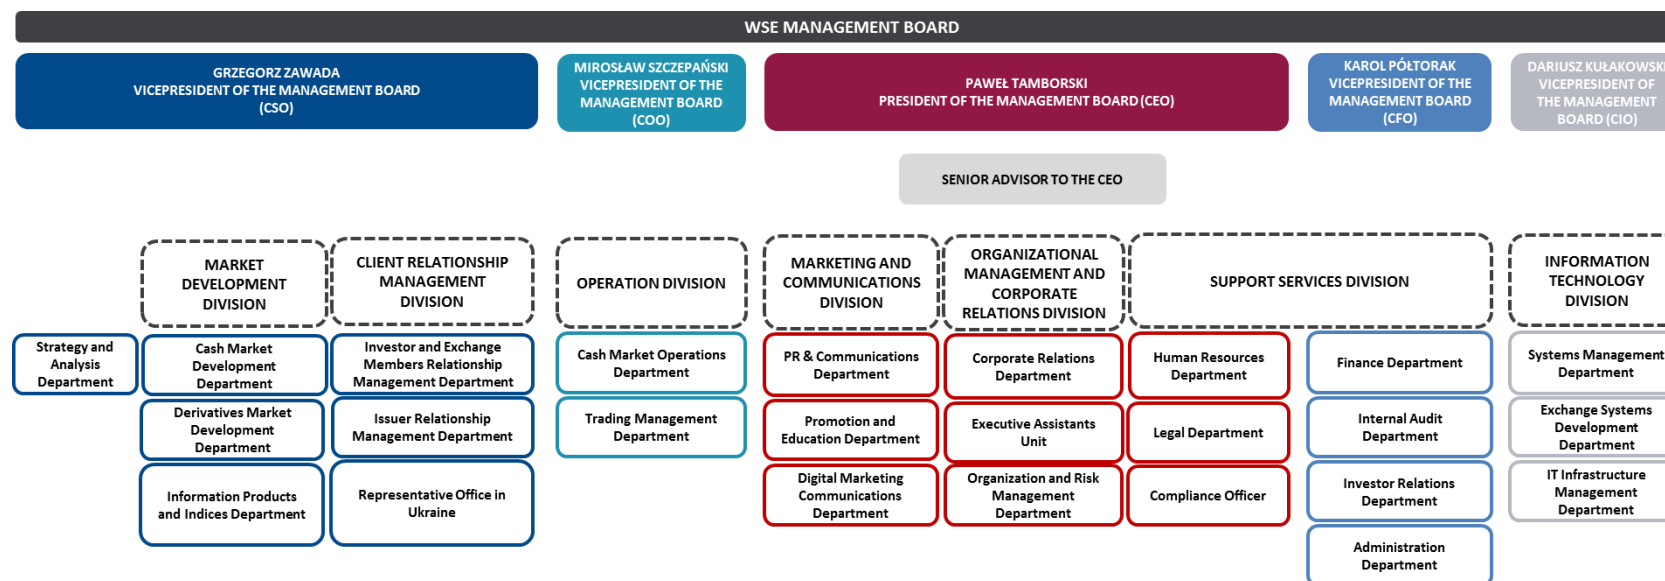 WSE MANAGEMENT BOARD
GRZEGORZ ZAWADA
VICEPRESIDENT OF THE MANAGEMENT BOARD
(CSO)
MIROSŁAW SZCZEPAŃSKI
VICEPRESIDENT OF THE
MANAGEMENT BOARD
(COO)
PAWEŁ TAMBORSKI
PRESIDENT OF THE MANAGEMENT BOARD (CEO)
KAROL PÓŁTORAK
VICEPRESIDENT OF THE
MANAGEMENT BOARD
(CFO)
DARIUSZ KUŁAKOWSKI
VICEPRESIDENT OF
THE MANAGEMENT
BOARD (CIO)
SENIOR ADVISOR TO THE CEO
MARKET
DEVELOPMENT
DIVISION
CLIENT RELATIONSHIP
MANAGEMENT
DIVISION
OPERATION DIVISION
MARKETING AND
COMMUNICATIONS
DIVISION
ORGANIZATIONAL
MANAGEMENT AND
CORPORATE
RELATIONS DIVISION
SUPPORT SERVICES DIVISION
INFORMATION
TECHNOLOGY
DIVISION
Strategy and
Analysis
Department
Cash Market
Development
Department
Investor and Exchange
Members Relationship
Management Department
Cash Market Operations
Department
PR & Communications
Department
Corporate Relations
Department
Human Resources
Department
Finance Department
Systems Management
Department
Derivatives Market
Development
Department
Issuer Relationship
Management Department
Trading Management
Department
Promotion and
Education Department
Executive Assistants
Unit
Legal Department
Internal Audit
Department
Exchange Systems
Development
Department
Information Products
and Indices Department
Representative Office in
Ukraine
Digital Marketing
Communications
Department
Organization and Risk
Management
Department
Compliance Officer
Investor Relations
Department
IT Infrastructure
Management
Department
Administration
Department